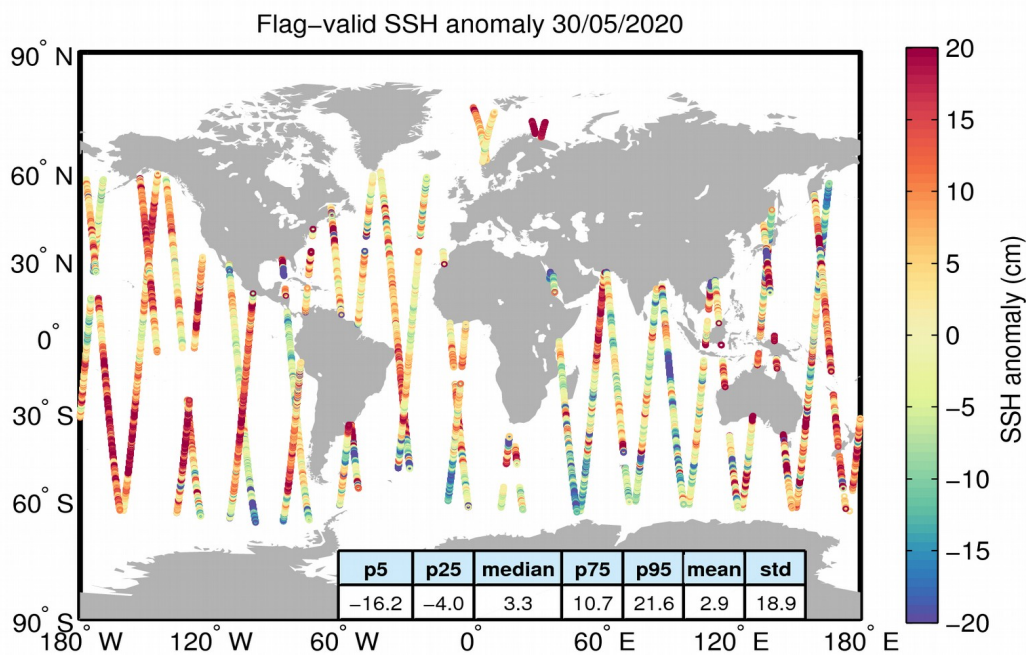 Flag−valid SSH anomaly 30/05/2020
90° N
60° N
30° N
0°
30° S
60° S
90° S
180° W
120° W
60° W
0°
60° E
120° E
180° E
p5 p25 median p75 p95 mean std
−16.2 −4.0 3.3 10.7 21.6 2.9 18.9
20
15
10
5
0
−5
−10
−15
−20
SSH anomaly (cm)